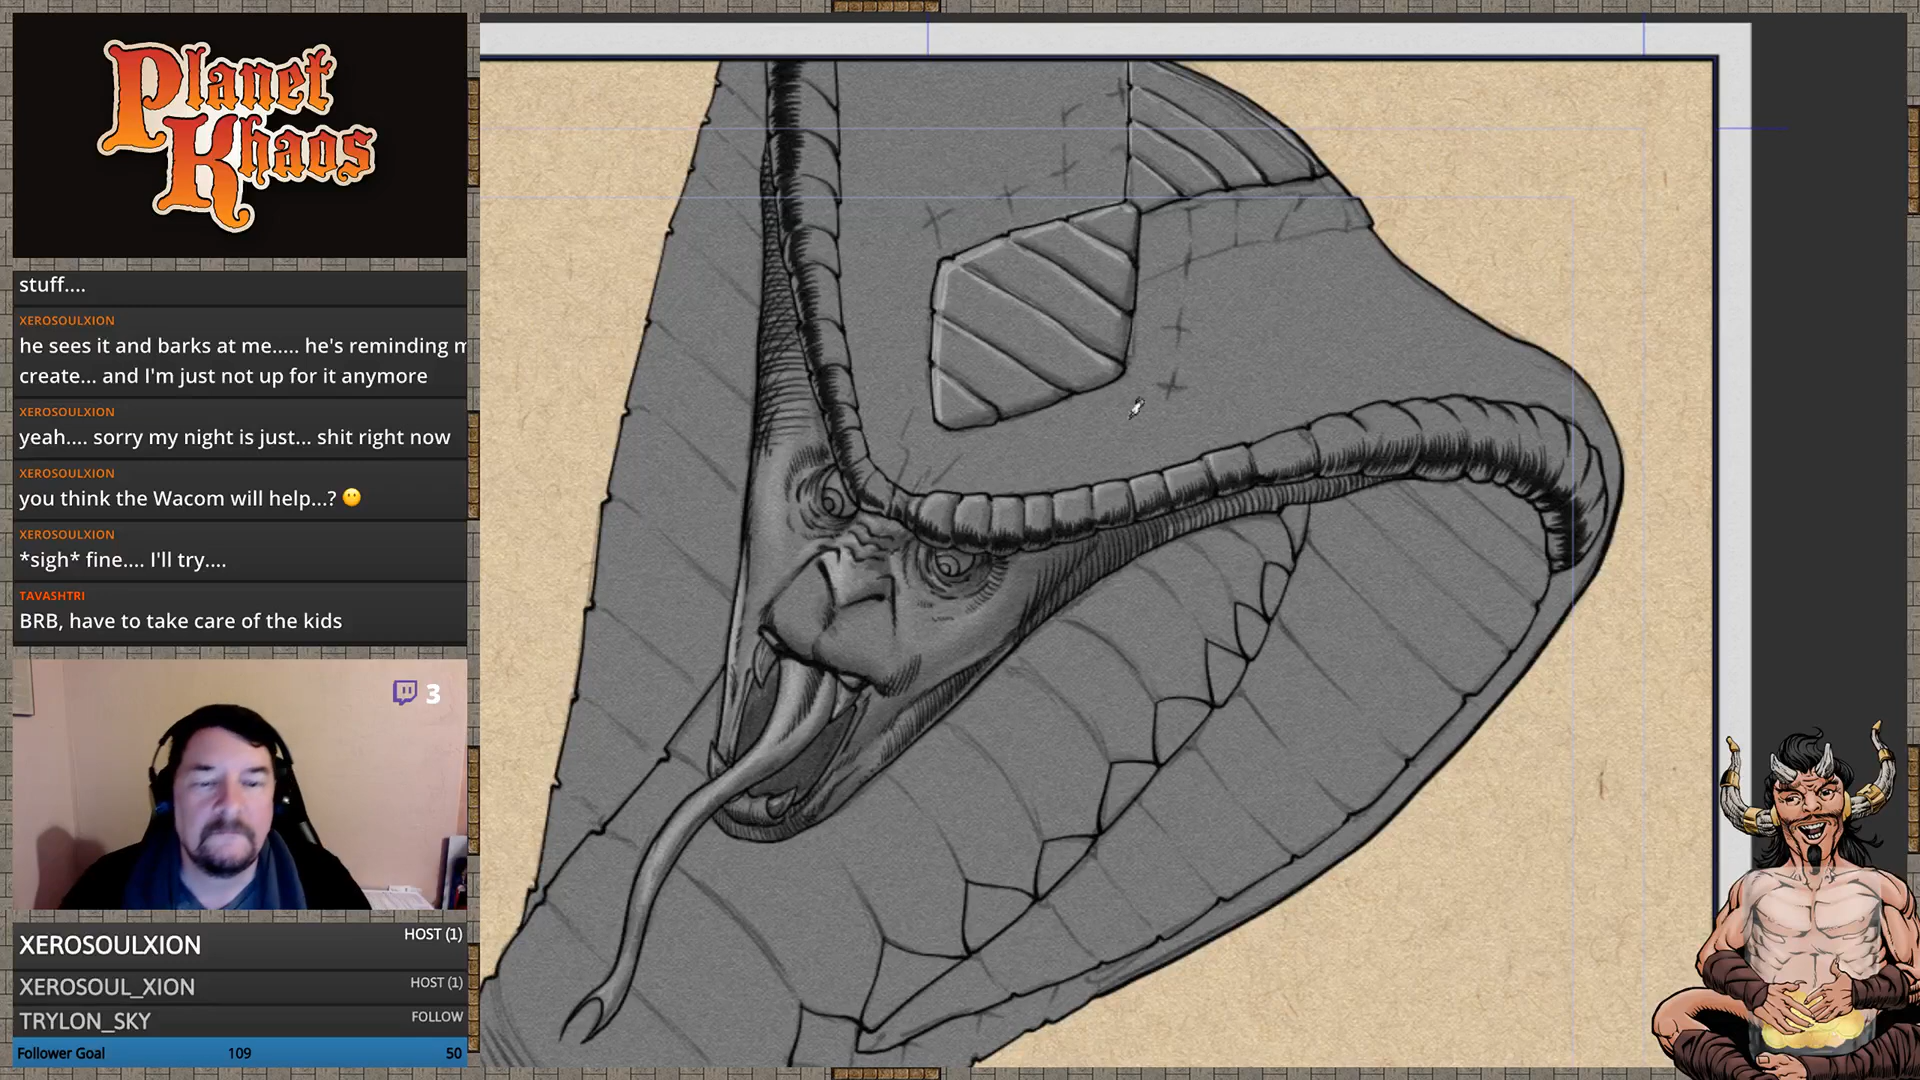 Planet
Khaos
stuff....
XEROSOULXION
he sees it and barks at me..... he's reminding
create... and I'm just not up for it anymore
XEROSOULXION
yeah.... sorry my night is just... shit right now
XEROSOULXION
you think the Wacom will help...? 😶
XEROSOULXION
*sigh* fine.... I'll try....
TAVASHTRI
BRB, have to take care of the kids
3
XEROSOULXION HOST (1)
XEROSOUL_XION HOST (1)
TRYLON_SKY FOLLOW
Follower Goal 109 50